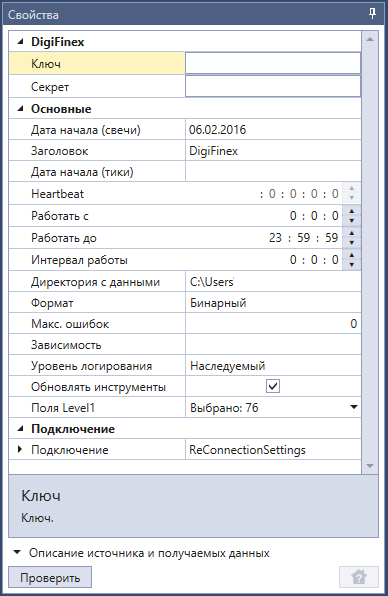 Свойства
DigiFinex
Ключ
Секрет
Основные
Дата начала (свечи) 06.02.2016
Заголовок DigiFinex
Дата начала (тики)
Heartbeat : 0 : 0 : 0 : 0
Работать с 0 : 0 : 0
Работать до 23 : 59 : 59
Интервал работы 0 : 0 : 0
Директория с данными C:\Users
Формат Бинарный
Макс. ошибок 0
Зависимость
Уровень логирования Наследуемый
Обновлять инструменты
Поля Level1 Выбрано: 76
Подключение
Подключение ReConnectionSettings
Ключ
Ключ.
Описание источника и получаемых данных
Проверить